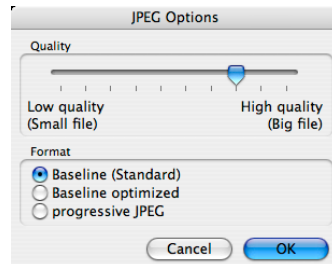 JPEG Options
Quality
Low quality High quality
(Small file) (Big file)
Format
Baseline (Standard)
Baseline optimized
progressive JPEG
Cancel OK